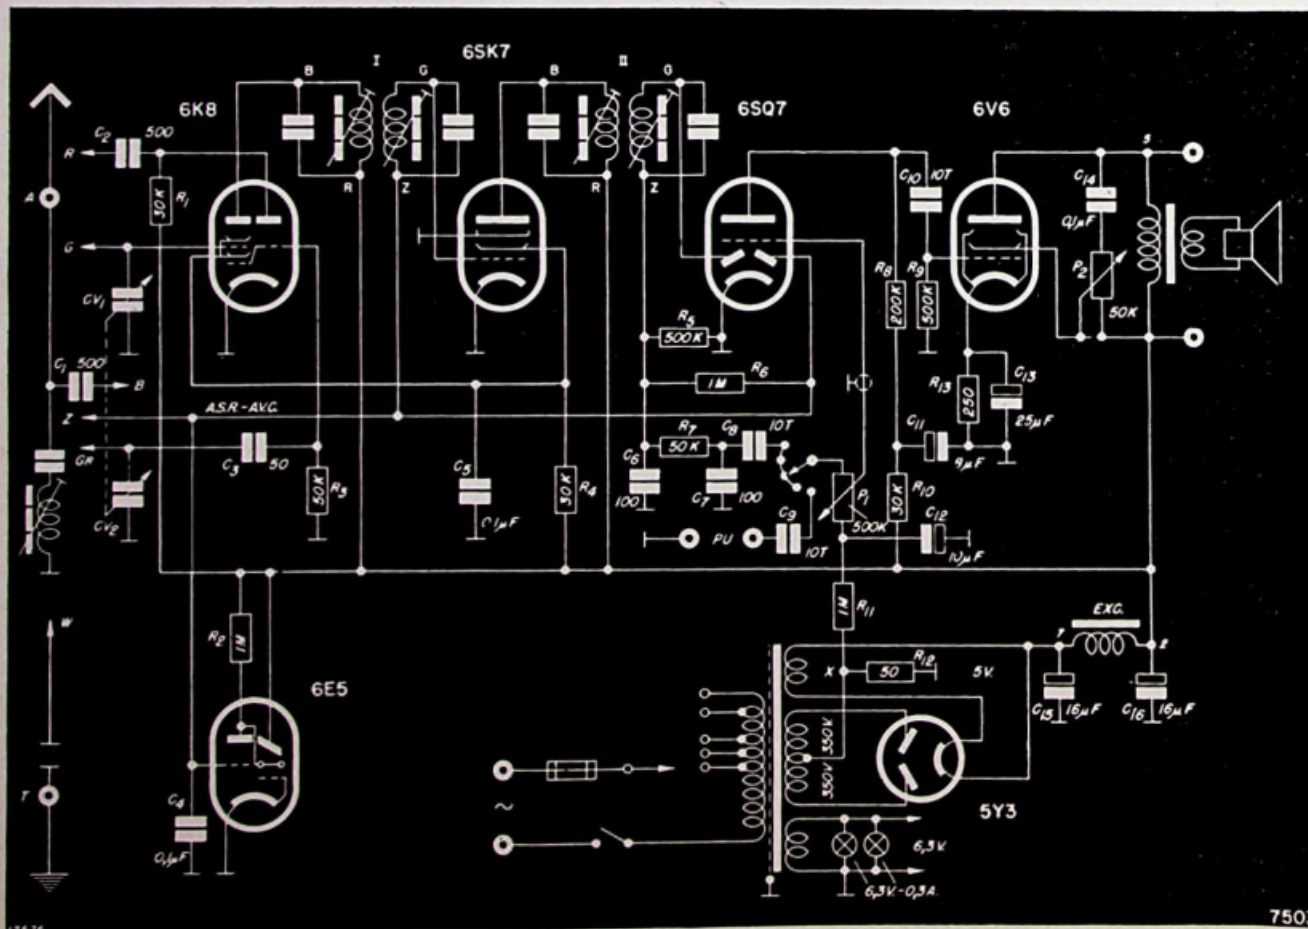 6SK7
I
II
B
G
B
G
6K8
6SQ7
6V6
C2 500
R
30K
R1
R
Z
R
Z
C10 10T
C14
0,1µF
5
A
G
CV1
R8
200K
R9
500K
P2
50K
R5
500K
C1 500
B
1M
R6
R13
250
C13
25µF
Z
A.S.R.-A.V.C.
GR
C3
50
R7
50K
C8
10T
C11
8µF
CV2
50K
R3
C5
0,1µF
30K
R4
C6
100
C7
100
P1
500K
30K
R10
C12
10µF
PU
C9
10T
W
R2
1M
1M
R11
EXC.
7
2
6E5
X
50
R12
5V.
C15
16µF
C16
16µF
350V. 350V.
T
C4
0,1µF
~
5Y3
6,3V.
6,3V.-0,3A.